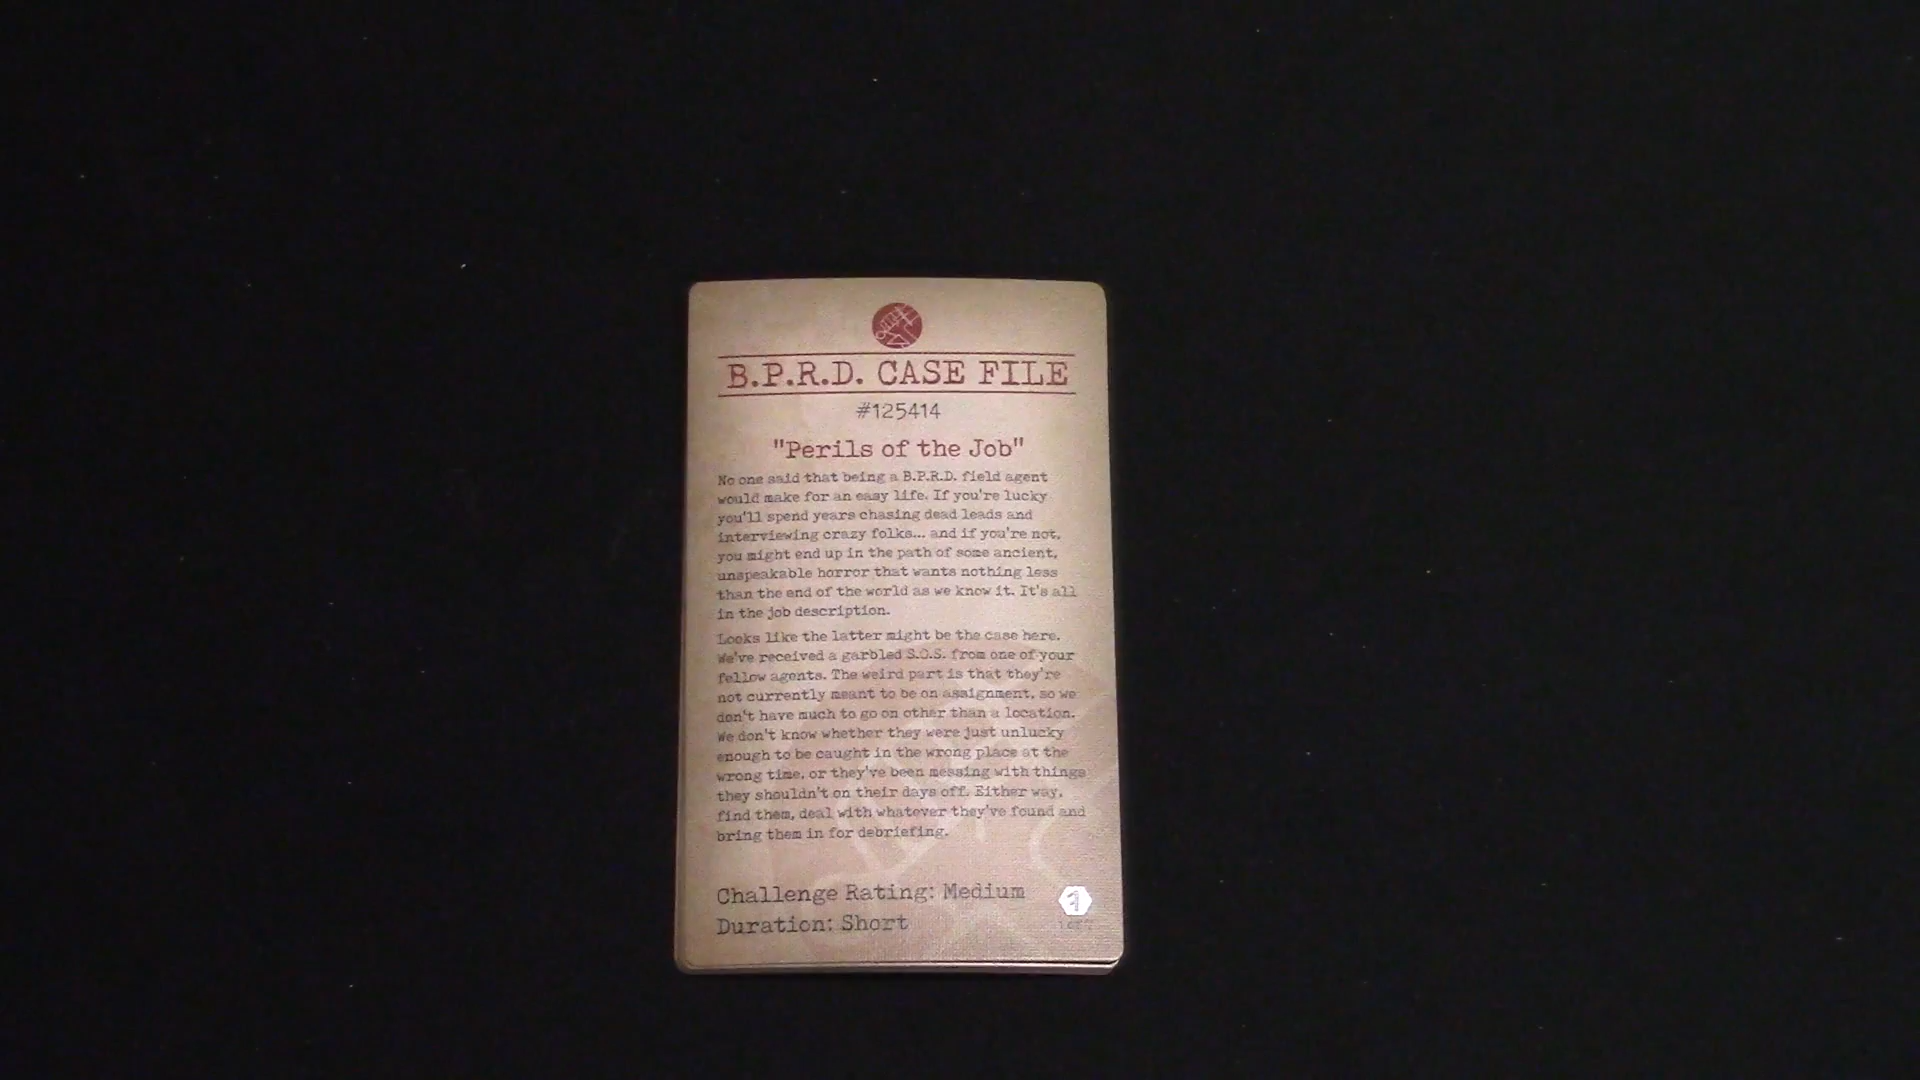 B.P.R.D. CASE FILE
#125414
"Perils of the Job"
No one said that being a B.P.R.D. field agent
would make for an easy life. If you're lucky
you'll spend years chasing dead leads and
interviewing crazy folks... and if you're not,
you might end up in the path of some ancient,
unspeakable horror that wants nothing less
than the end of the world as we know it. It's all
in the job description.
Looks like the latter might be the case here.
We've received a garbled S.O.S. from one of your
fellow agents. The weird part is that they're
not currently meant to be on assignment, so we
don't have much to go on other than a location.
We don't know whether they were just unlucky
enough to be caught in the wrong place at the
wrong time, or they've been messing with things
they shouldn't on their days off. Either way,
find them, deal with whatever they've found and
bring them in for debriefing.
Challenge Rating: Medium
1
Duration: Short